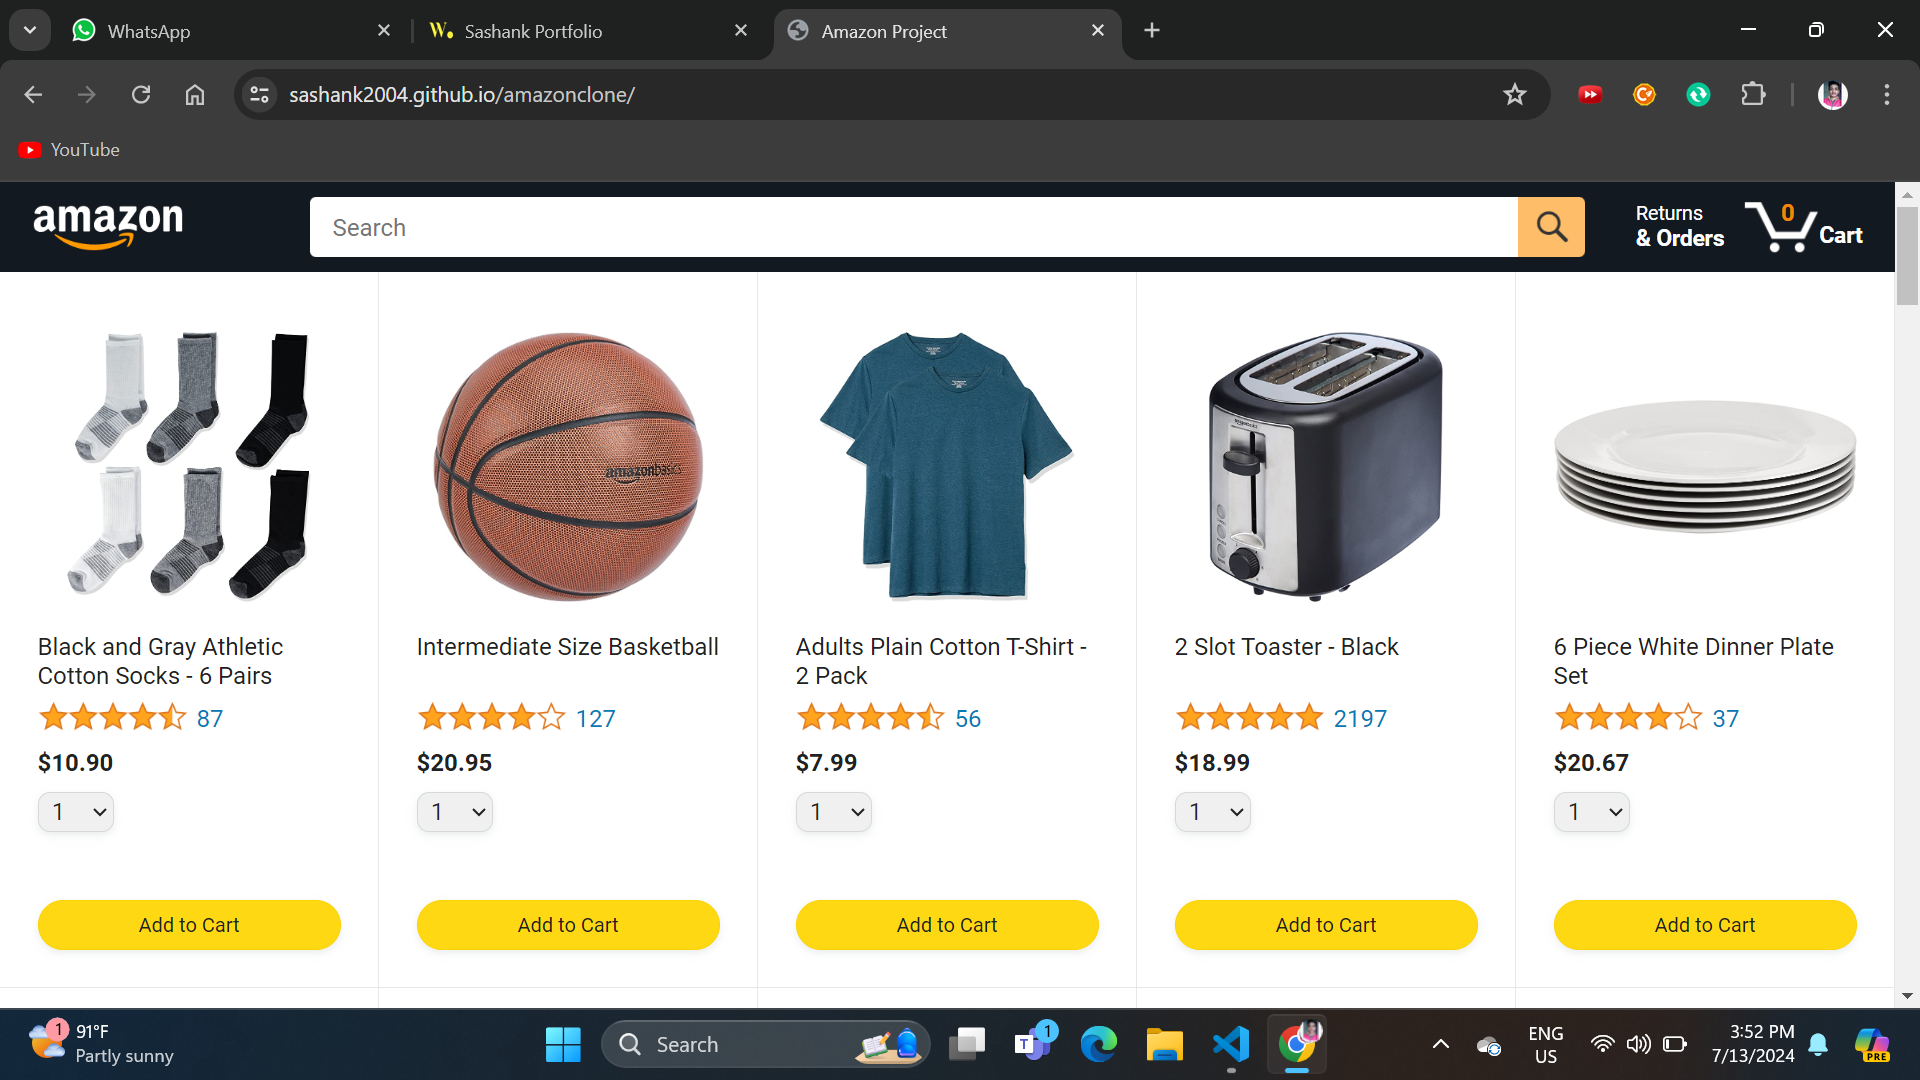 WhatsApp
W. Sashank Portfolio
Amazon Project
sashank2004.github.io/amazonclone/
YouTube
amazon
Search
Returns
& Orders
0
Cart
amazonbasics
Black and Gray Athletic
Cotton Socks - 6 Pairs
87
$10.90
1
Add to Cart
Intermediate Size Basketball
127
$20.95
1
Add to Cart
Adults Plain Cotton T-Shirt -
2 Pack
56
$7.99
1
Add to Cart
2 Slot Toaster - Black
2197
$18.99
1
Add to Cart
6 Piece White Dinner Plate
Set
37
$20.67
1
Add to Cart
1
91°F
Partly sunny
Search
T
1
ENG
US
3:52 PM
7/13/2024
PRE